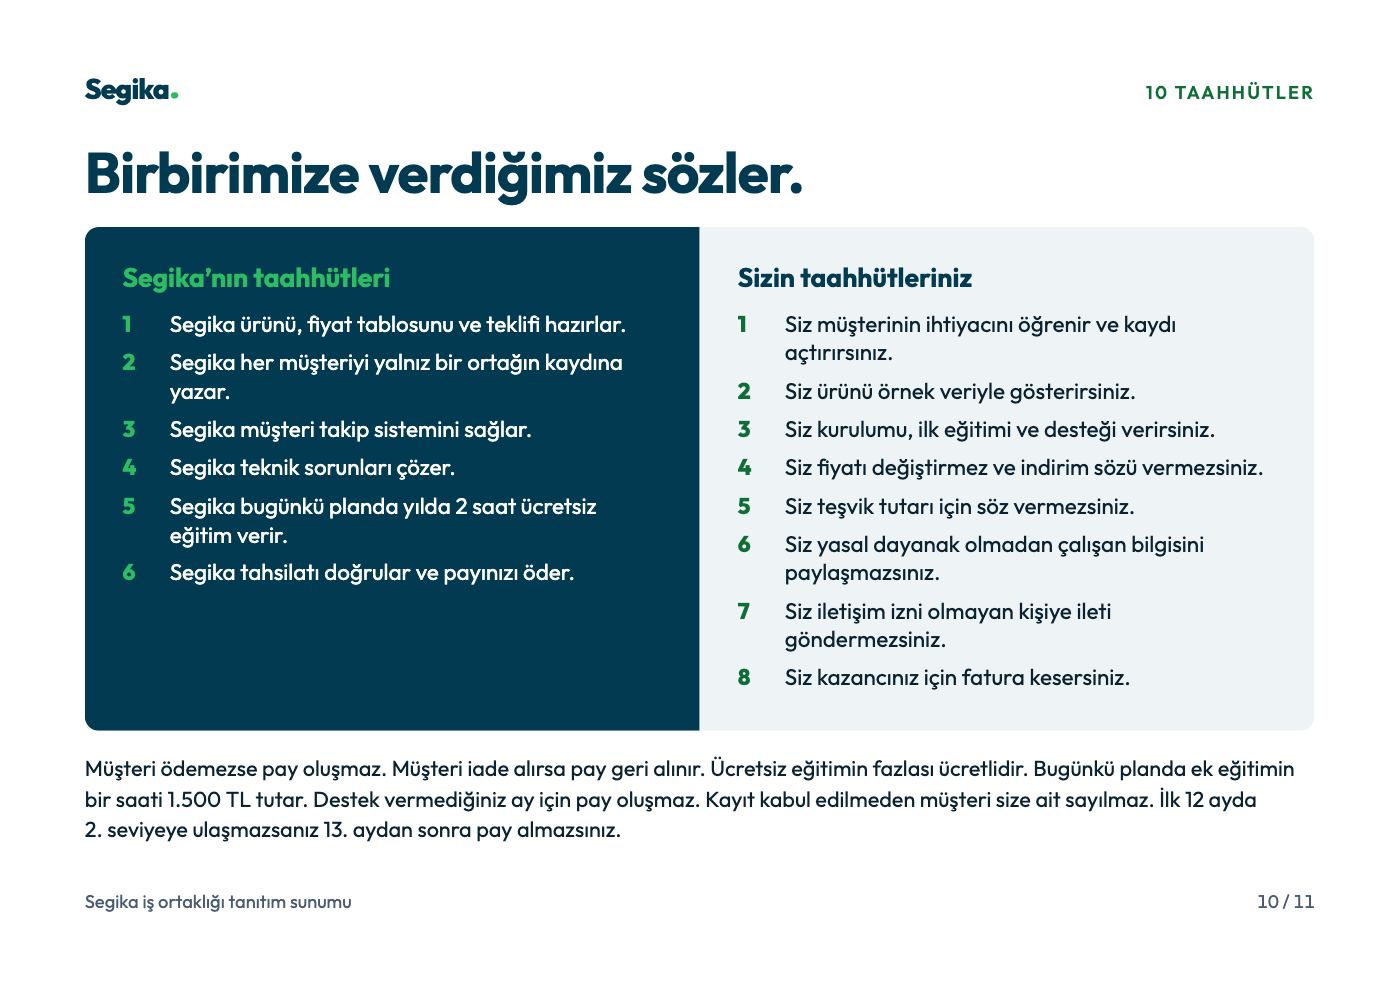 Segika.
10 TAAHHÜTLER
Birbirimize verdiğimiz sözler.
Segika’nın taahhütleri
1 Segika ürünü, fiyat tablosunu ve teklifi hazırlar.
2 Segika her müşteriyi yalnız bir ortağın kaydına
yazar.
3 Segika müşteri takip sistemini sağlar.
4 Segika teknik sorunları çözer.
5 Segika bugünkü planda yılda 2 saat ücretsiz
eğitim verir.
6 Segika tahsilatı doğrular ve payınızı öder.
Sizin taahhütleriniz
1 Siz müşterinin ihtiyacını öğrenir ve kaydı
açtırırsınız.
2 Siz ürünü örnek veriyle gösterirsiniz.
3 Siz kurulumu, ilk eğitimi ve desteği verirsiniz.
4 Siz fiyatı değiştirmez ve indirim sözü vermezsiniz.
5 Siz teşvik tutarı için söz vermezsiniz.
6 Siz yasal dayanak olmadan çalışan bilgisini
paylaşmazsınız.
7 Siz iletişim izni olmayan kişiye ileti
göndermezsiniz.
8 Siz kazancınız için fatura kesersiniz.
Müşteri ödemezse pay oluşmaz. Müşteri iade alırsa pay geri alınır. Ücretsiz eğitimin fazlası ücretlidir. Bugünkü planda ek eğitimin
bir saati 1.500 TL tutar. Destek vermediğiniz ay için pay oluşmaz. Kayıt kabul edilmeden müşteri size ait sayılmaz. İlk 12 ayda
2. seviyeye ulaşmazsanız 13. aydan sonra pay almazsınız.
Segika iş ortaklığı tanıtım sunumu
10 / 11